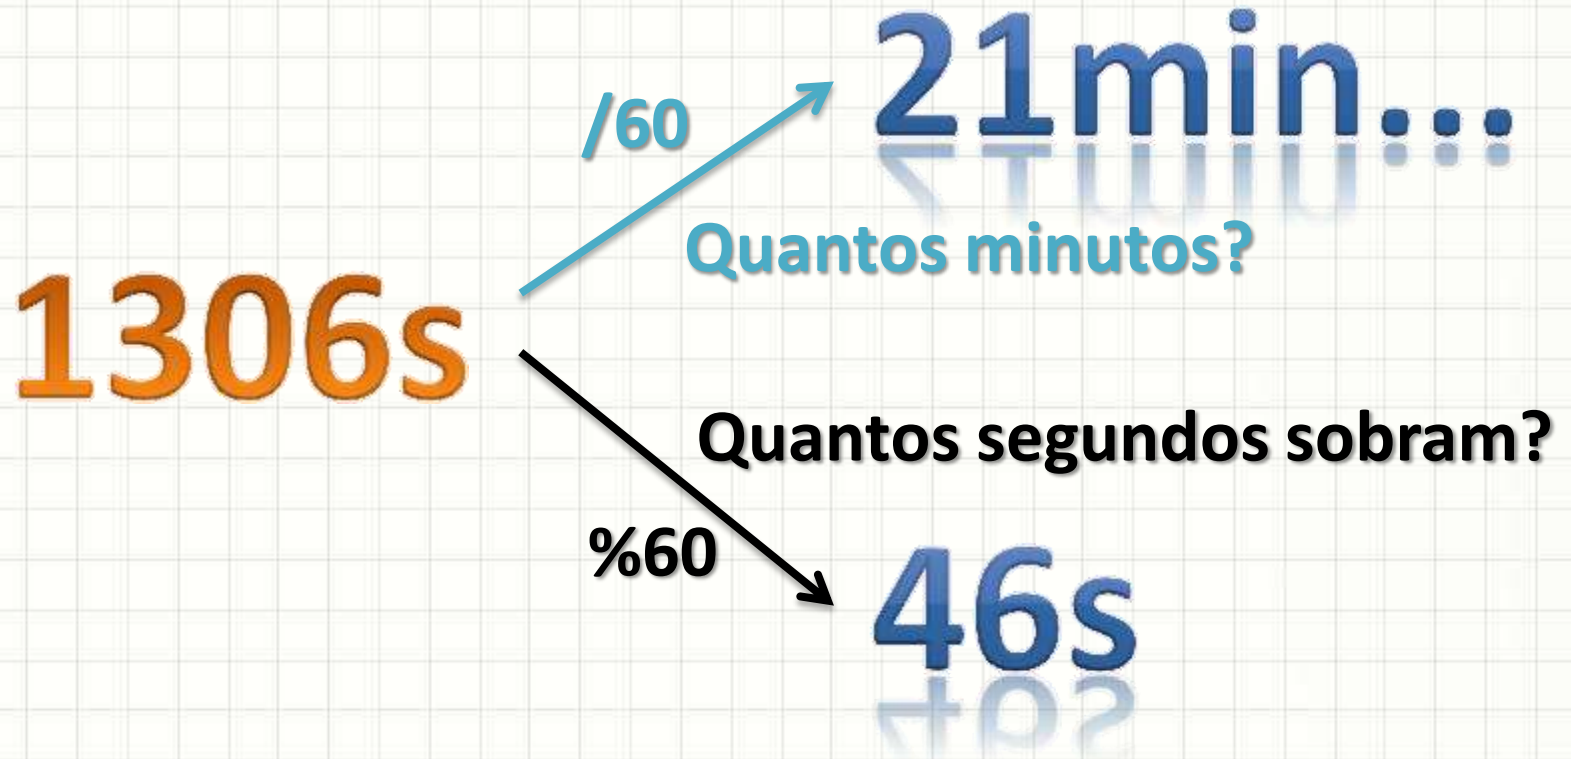 21min...
/60
Quantos minutos?
1306s
Quantos segundos sobram?
%60
46s